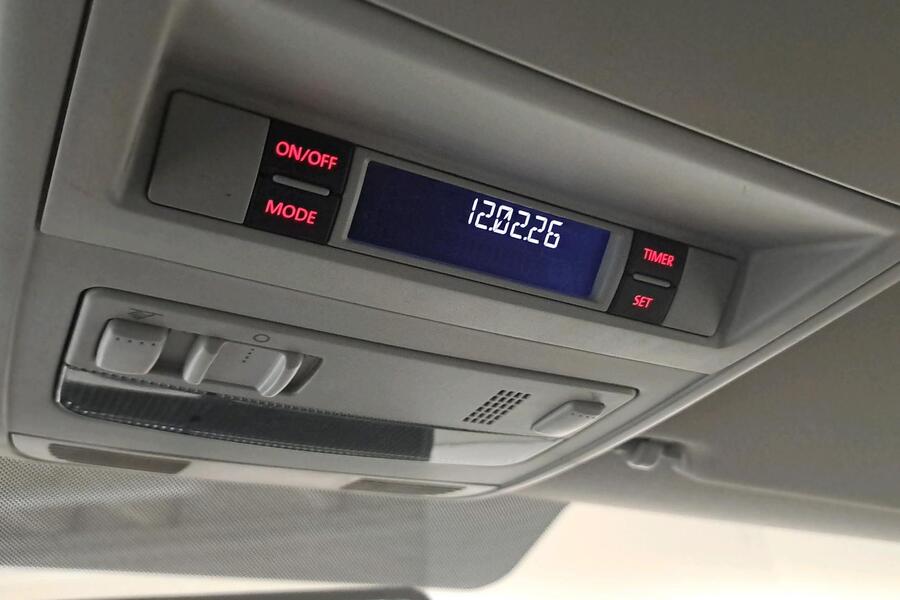 ON/OFF
MODE
12.02.26
TIMER
SET